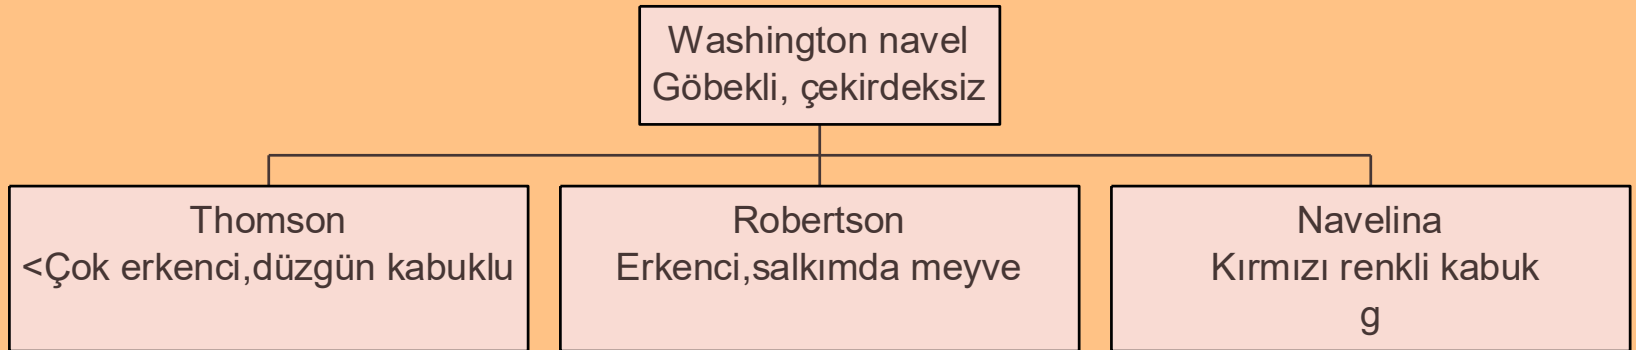 Washington navel
Göbekli, çekirdeksiz
Thomson
<Çok erkenci,düzgün kabuklu
Robertson
Erkenci,salkımda meyve
Navelina
Kırmızı renkli kabuk
g